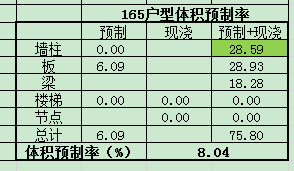 165户型体积预制率
预制 现浇 预制+现浇
墙柱 0.00 28.59
板 6.09 28.93
梁 18.28
楼梯 0.00 0.00 0.00
节点 0.00 0.00
总计 6.09 75.80
体积预制率（%） 8.04